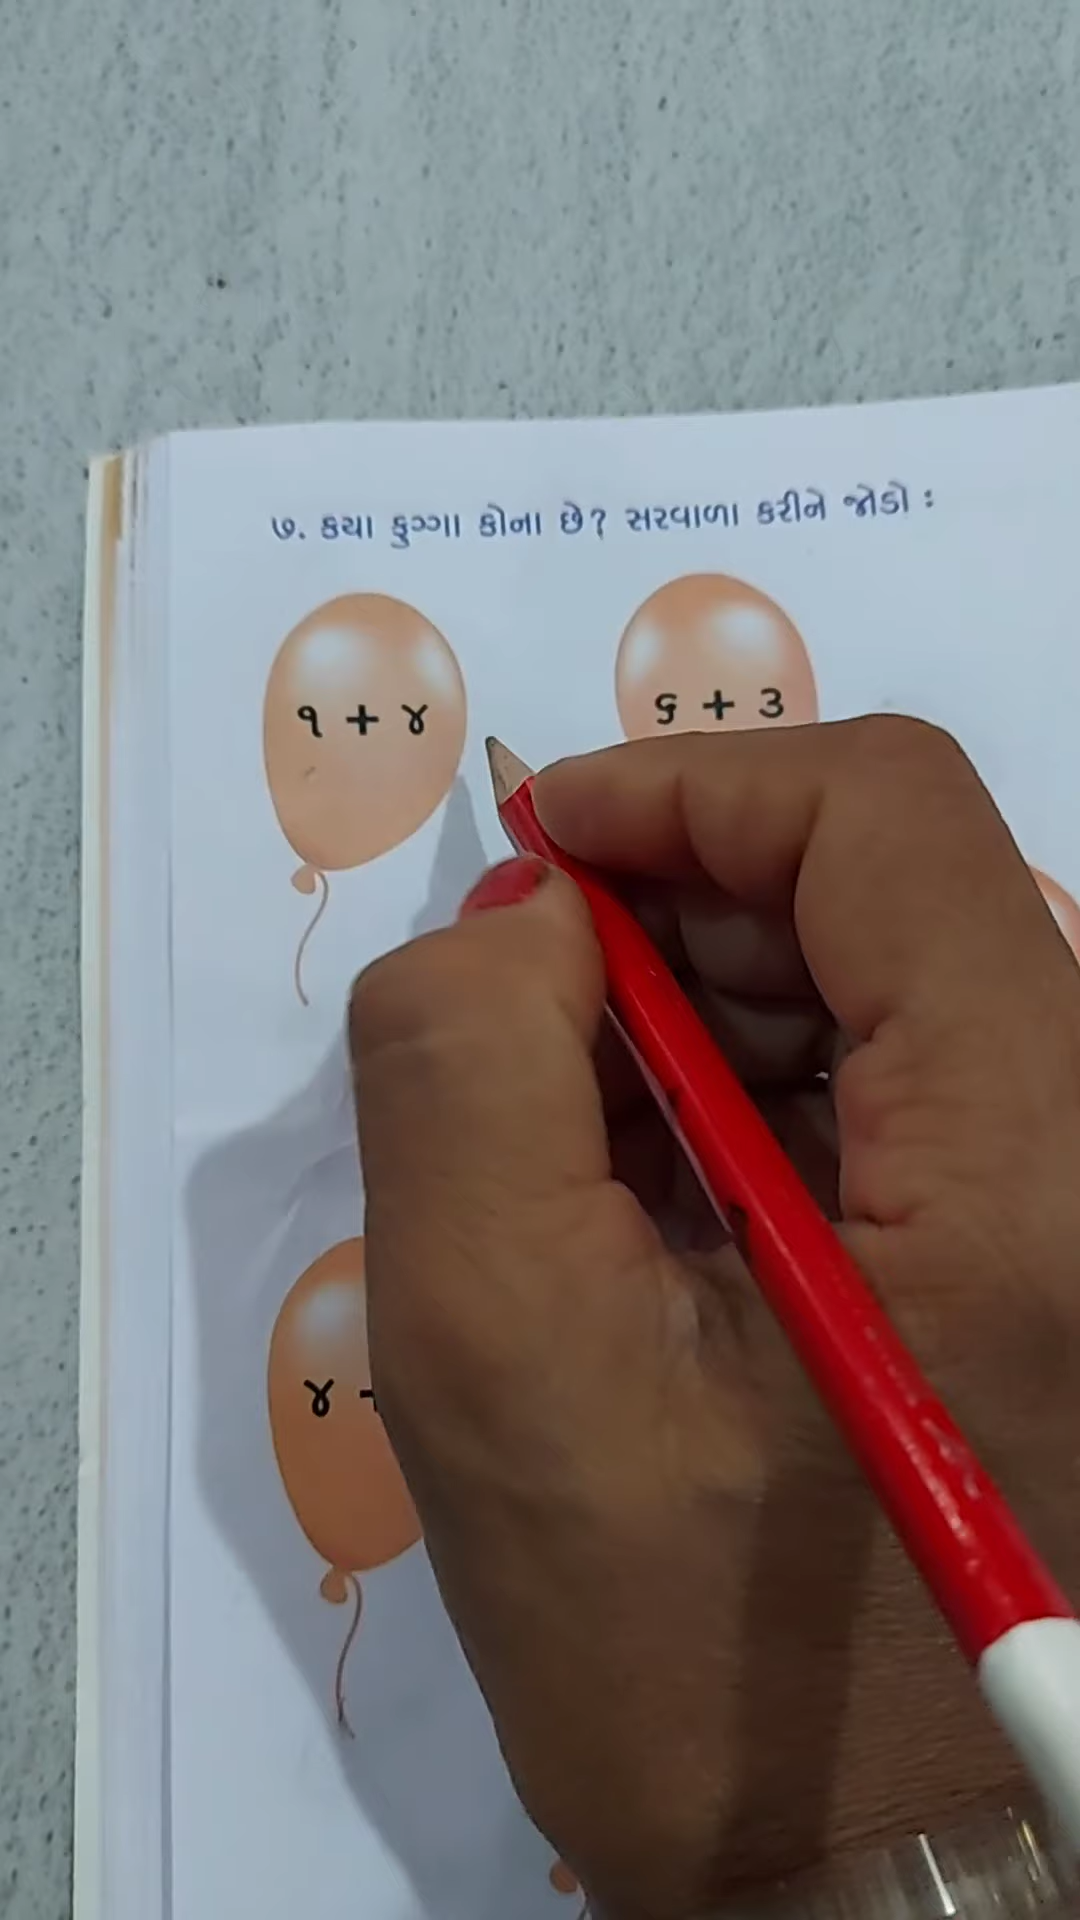 ૭. કયા ફુગ્ગા કોના છે? સરવાળા કરીને જોડો :
૧ + ૪
૬ + ૩
૪